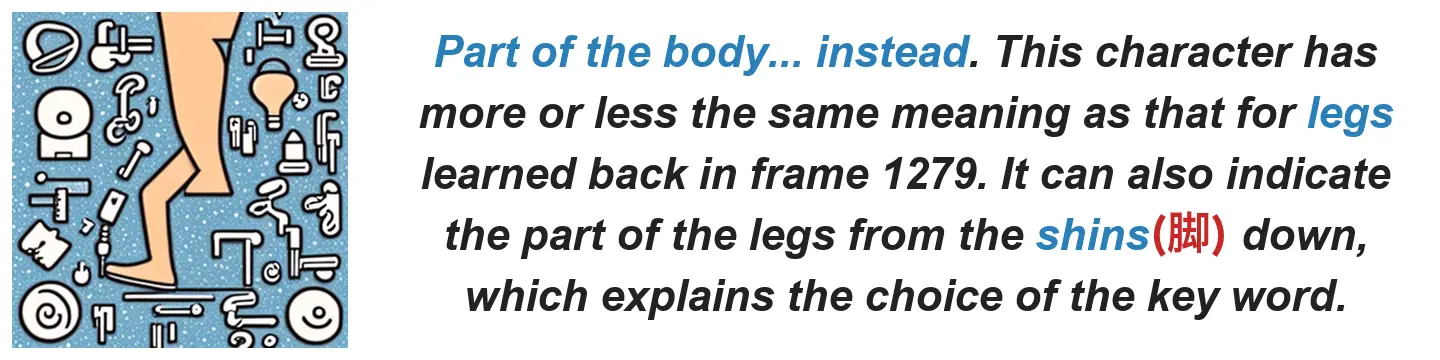 Part of the body... instead. This character has
more or less the same meaning as that for legs
learned back in frame 1279. It can also indicate
the part of the legs from the shins(脚) down,
which explains the choice of the key word.